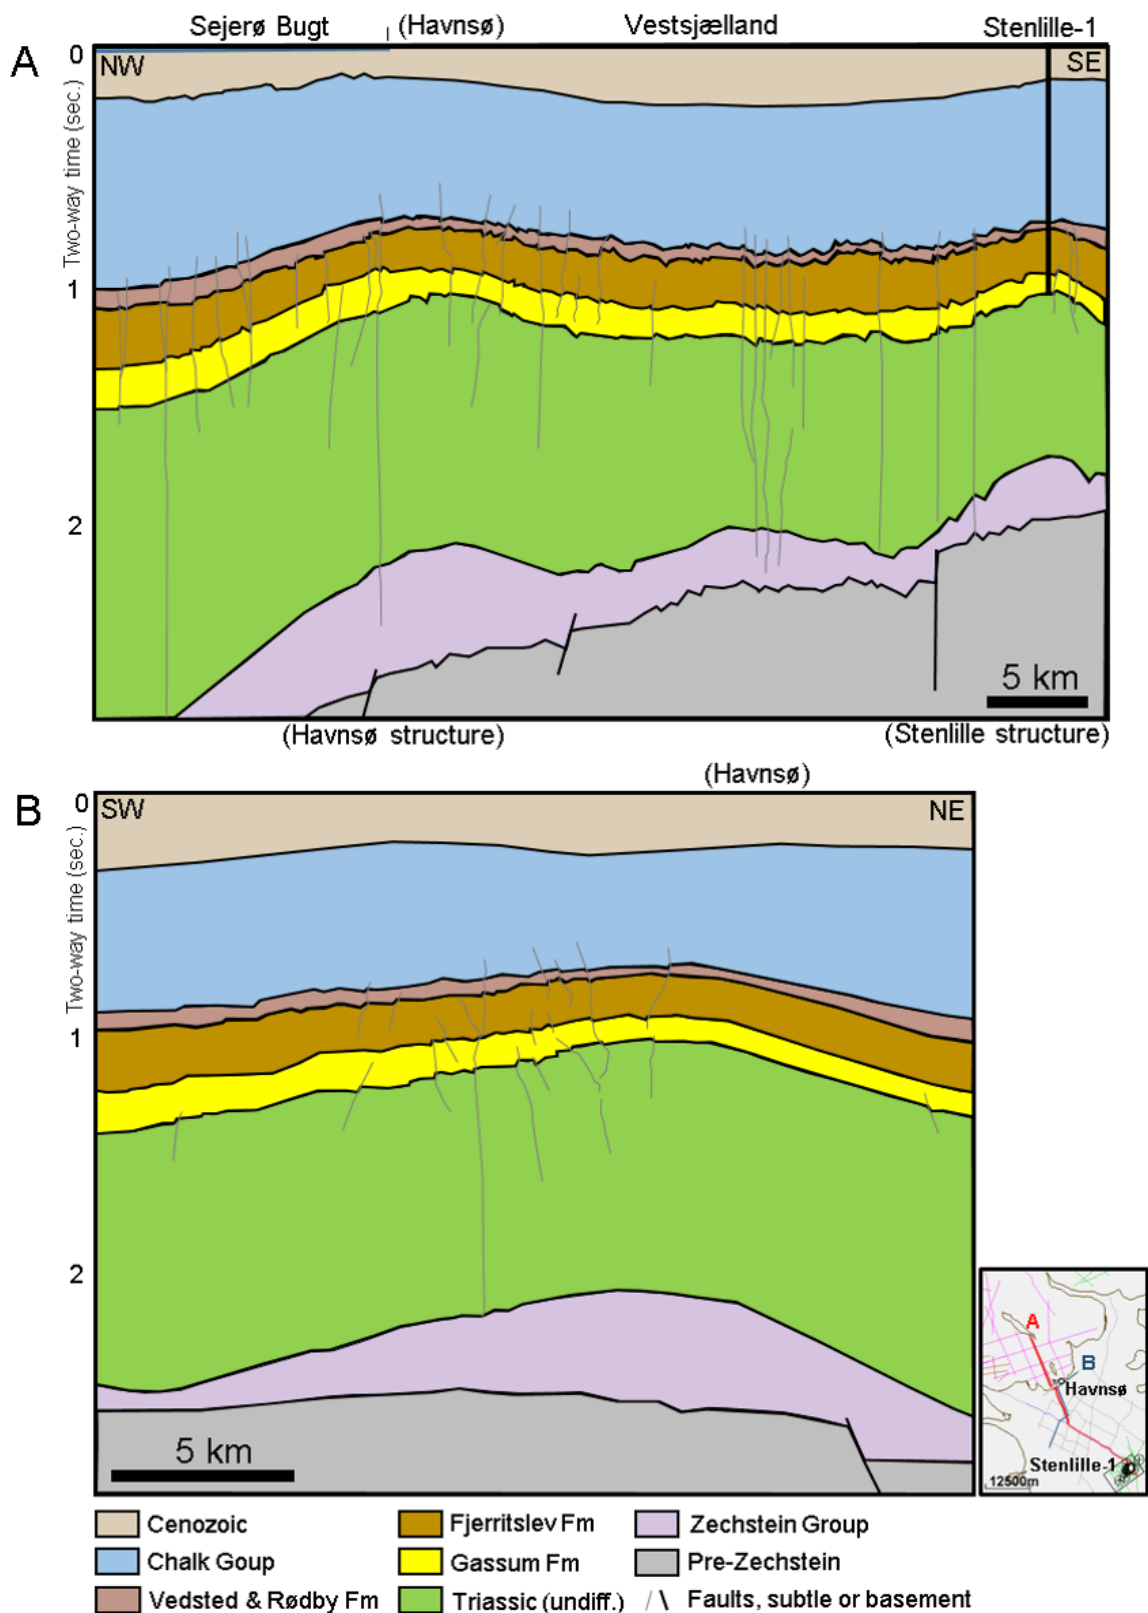 Sejerø Bugt (Havnsø) Vestsjælland Stenlille-1
A
0
NW
SE
Two-way time (sec.)
1
2
5 km
(Havnsø structure) (Stenlille structure)
(Havnsø)
B
0
SW
NE
Two-way time (sec.)
1
2
5 km
A
B
Havnsø
Stenlille-1
12500m
Cenozoic
Fjerritslev Fm
Zechstein Group
Chalk Goup
Gassum Fm
Pre-Zechstein
Vedsted & Rødby Fm
Triassic (undiff.)
Faults, subtle or basement